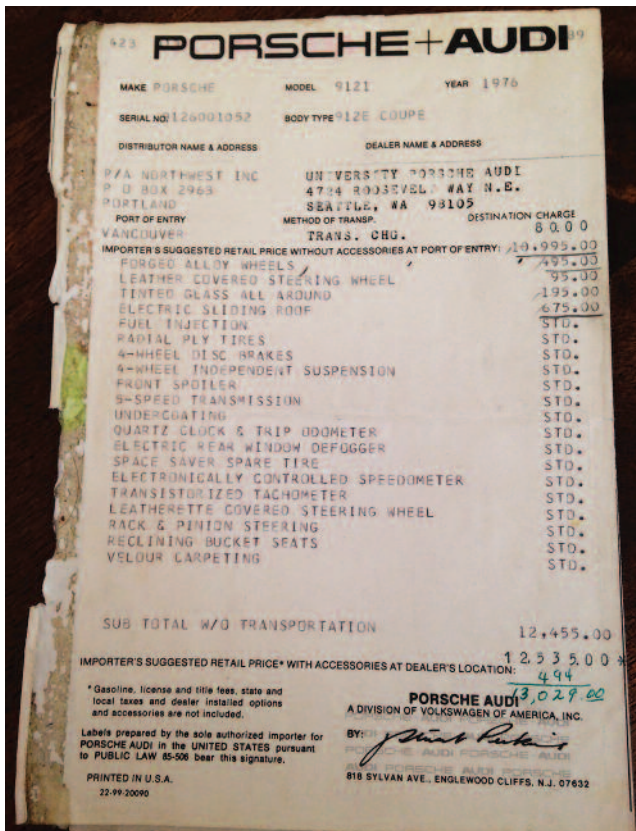 423 PORSCHE+AUDI
MAKE PORSCHE MODEL 9121 YEAR 1976
SERIAL NO. 9126001052 BODY TYPE 912E COUPE
DISTRIBUTOR NAME & ADDRESS DEALER NAME & ADDRESS
P/A NORTHWEST INC UNIVERSITY PORSCHE AUDI
P O BOX 2963 4724 ROOSEVELT WAY N.E.
PORTLAND SEATTLE, WA 98105
PORT OF ENTRY METHOD OF TRANSP. DESTINATION CHARGE
VANCOUVER TRANS. CHG. 80.00
IMPORTER'S SUGGESTED RETAIL PRICE WITHOUT ACCESSORIES AT PORT OF ENTRY: 10,995.00
FORGED ALLOY WHEELS 495.00
LEATHER COVERED STEERING WHEEL 95.00
TINTED GLASS ALL AROUND 195.00
ELECTRIC SLIDING ROOF 675.00
FUEL INJECTION STD.
RADIAL PLY TIRES STD.
4-WHEEL DISC BRAKES STD.
4-WHEEL INDEPENDENT SUSPENSION STD.
FRONT SPOILER STD.
5-SPEED TRANSMISSION STD.
UNDERCOATING STD.
QUARTZ CLOCK & TRIP ODOMETER STD.
ELECTRIC REAR WINDOW DEFOGGER STD.
SPACE SAVER SPARE TIRE STD.
ELECTRONICALLY CONTROLLED SPEEDOMETER STD.
TRANSISTORIZED TACHOMETER STD.
LEATHERETTE COVERED STEERING WHEEL STD.
RACK & PINION STEERING STD.
RECLINING BUCKET SEATS STD.
VELOUR CARPETING STD.
SUB TOTAL W/O TRANSPORTATION 12,455.00
IMPORTER'S SUGGESTED RETAIL PRICE* WITH ACCESSORIES AT DEALER'S LOCATION: 12,535.00 *
494
13,029.00
*Gasoline, license and title fees, state and
local taxes and dealer installed options
and accessories are not included.
Labels prepared by the sole authorized importer for
PORSCHE AUDI in the UNITED STATES pursuant
to PUBLIC LAW 85-506 bear this signature.
PRINTED IN U.S.A.
22-99-20090
PORSCHE AUDI
A DIVISION OF VOLKSWAGEN OF AMERICA, INC.
BY:
PORSCHE AUDI PORSCHE AUDI
AUDI PORSCHE AUDI PORSCHE
818 SYLVAN AVE., ENGLEWOOD CLIFFS, N.J. 07632